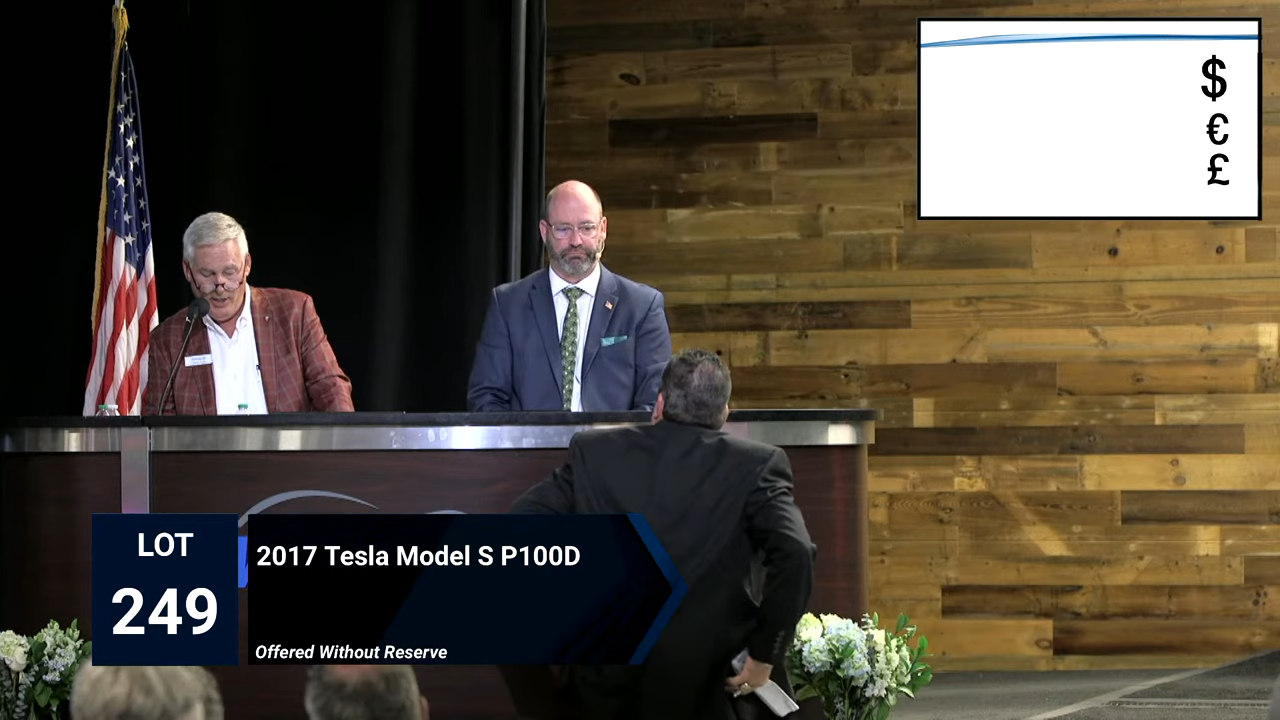 $
€
£
LOT
249
2017 Tesla Model S P100D
Offered Without Reserve